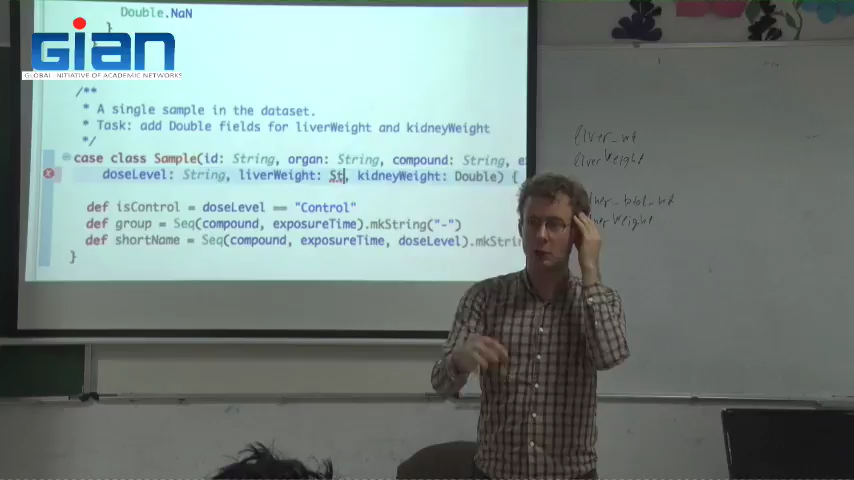 Double.NaN
}
GIAN
GLOBAL INITIATIVE OF ACADEMIC NETWORKS
/**
* A single sample in the dataset.
* Task: add Double fields for liverWeight and kidneyWeight
*/
case class Sample(id: String, organ: String, compound: String, e
doseLevel: String, liverWeight: St, kidneyWeight: Double) {
def isControl = doseLevel == "Control"
def group = Seq(compound, exposureTime).mkString("-")
def shortName = Seq(compound, exposureTime, doseLevel).mkStrin
}
liver_wt
liverWeight